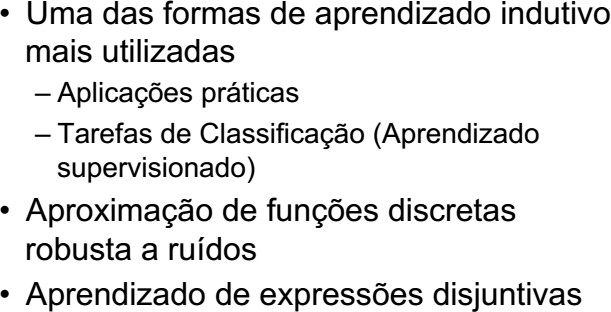 • Uma das formas de aprendizado indutivo
mais utilizadas
– Aplicações práticas
– Tarefas de Classificação (Aprendizado
supervisionado)
• Aproximação de funções discretas
robusta a ruídos
• Aprendizado de expressões disjuntivas